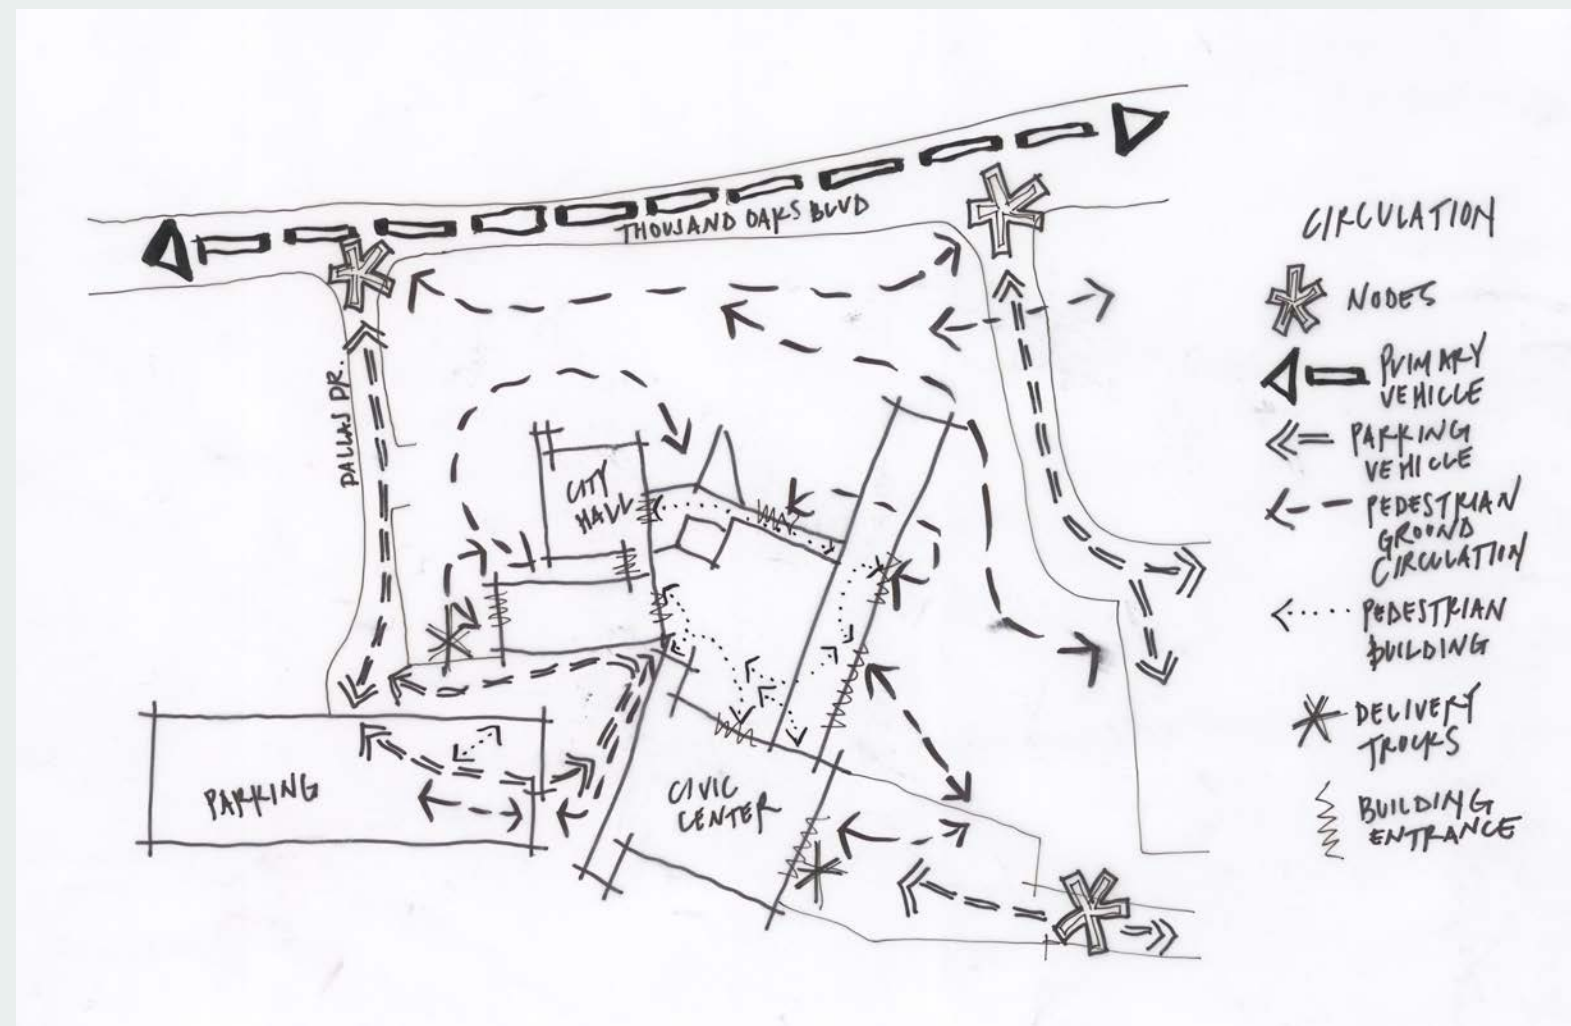 THOUSAND OAKS BLVD
DALLAS DR.
CITY
HALL
PARKING
CIVIC
CENTER
CIRCULATION
NODES
PRIMARY
VEHICLE
PARKING
VEHICLE
PEDESTRIAN
GROUND
CIRCULATION
PEDESTRIAN
BUILDING
DELIVERY
TRUCKS
BUILDING
ENTRANCE